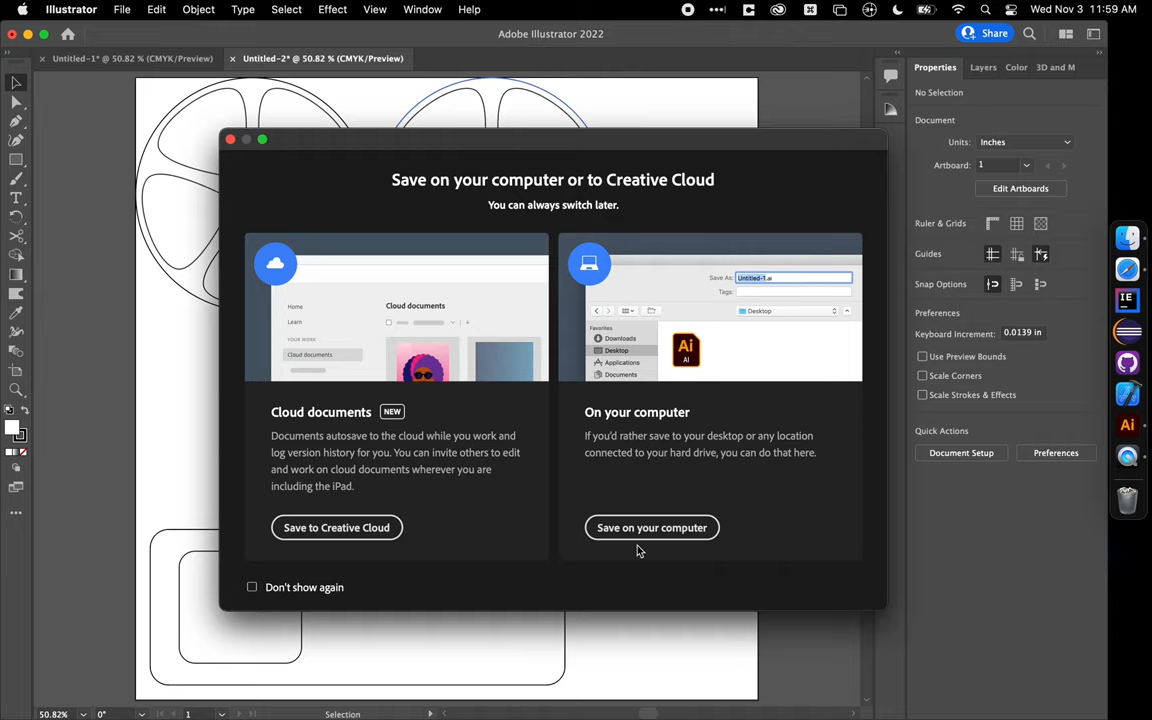 Illustrator File Edit Object Type Select Effect View Window Help Wed Nov 3 11:59 AM
Adobe Illustrator 2022
Share
Untitled-1* @ 50.82 % (CMYK/Preview)
Untitled-2* @ 50.82 % (CMYK/Preview)
Properties Layers Color 3D and M
No Selection
Document
Units: Inches
Artboard: 1
Edit Artboards
Ruler & Grids
Guides
Snap Options
Preferences
Keyboard Increment: 0.0139 in
Use Preview Bounds
Scale Corners
Scale Strokes & Effects
Quick Actions
Document Setup Preferences
Save on your computer or to Creative Cloud
You can always switch later.
Home
Learn
YOUR WORK
Cloud documents
Cloud documents
Save As: Untitled-1.ai
Tags:
Desktop
Favorites
Downloads
Desktop
Applications
Documents
Ai
AI
Cloud documents NEW
Documents autosave to the cloud while you work and
log version history for you. You can invite others to edit
and work on cloud documents wherever you are
including the iPad.
Save to Creative Cloud
On your computer
If you'd rather save to your desktop or any location
connected to your hard drive, you can do that here.
Save on your computer
Don't show again
IE
Ai
50.82% 0° 1 Selection